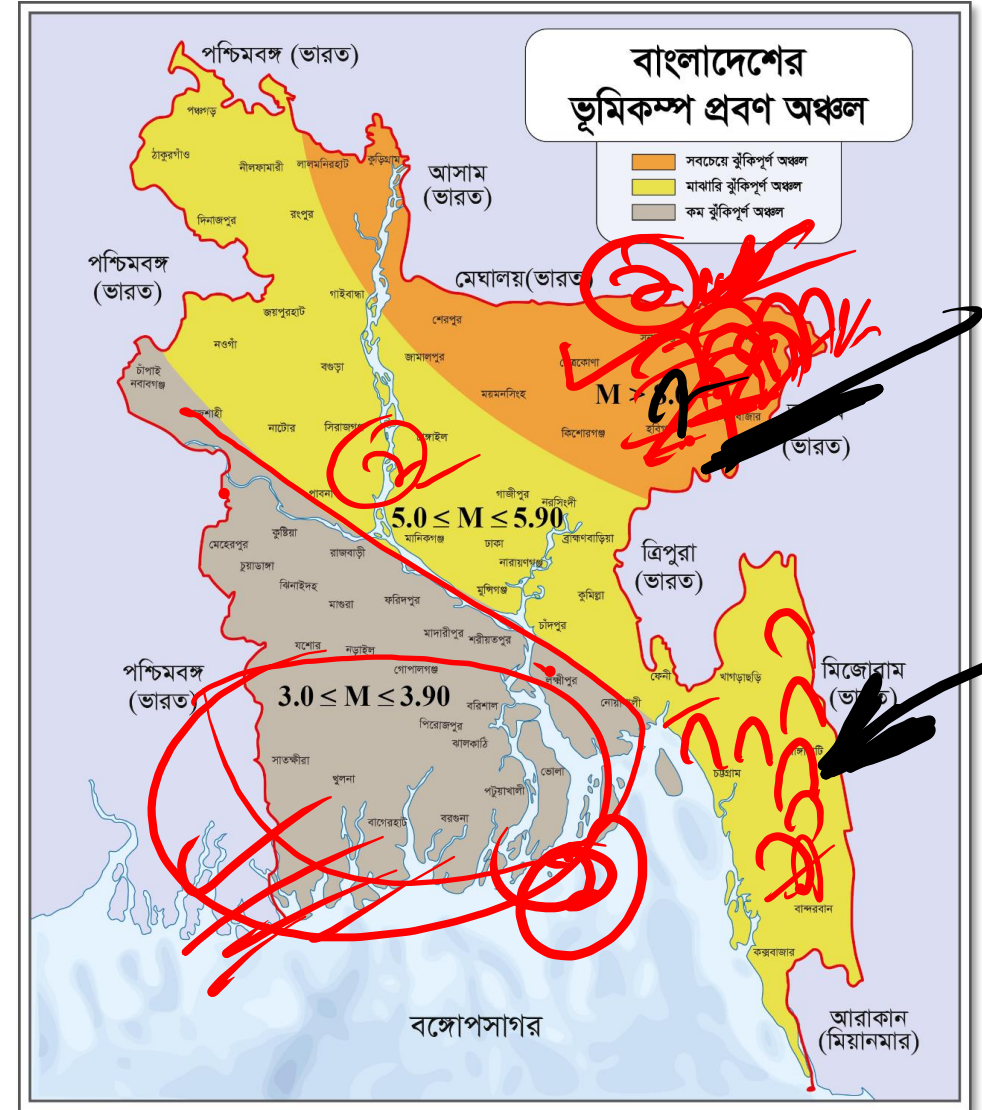 পশ্চিমবঙ্গ (ভারত)
বাংলাদেশের
ভূমিকম্প প্রবণ অঞ্চল
সবচেয়ে ঝুঁকিপূর্ণ অঞ্চল
মাঝারি ঝুঁকিপূর্ণ অঞ্চল
কম ঝুঁকিপূর্ণ অঞ্চল
পঞ্চগড়
ঠাকুরগাঁও
নীলফামারী
লালমনিরহাট
কুড়িগ্রাম
আসাম
(ভারত)
দিনাজপুর
রংপুর
পশ্চিমবঙ্গ
(ভারত)
মেঘালয়(ভারত)
১
গাইবান্ধা
জয়পুরহাট
শেরপুর
নওগাঁ
বগুড়া
জামালপুর
চাঁপাই
নবাবগঞ্জ
ময়মনসিংহ
M >
কিশোরগঞ্জ
(ভারত)
নাটোর
২
পাবনা
গাজীপুর
নরসিংদী
5.0 ≤ M ≤ 5.90
মানিকগঞ্জ
ঢাকা
ব্রাহ্মণবাড়িয়া
নারায়ণগঞ্জ
ত্রিপুরা
(ভারত)
মেহেরপুর
কুষ্টিয়া
রাজবাড়ী
চুয়াডাঙ্গা
ঝিনাইদহ
মাগুরা
ফরিদপুর
মুন্সিগঞ্জ
কুমিল্লা
চাঁদপুর
মাদারীপুর
শরীয়তপুর
যশোর
নড়াইল
গোপালগঞ্জ
ফেনী
খাগড়াছড়ি
মিজোরাম
(ভারত)
পশ্চিমবঙ্গ
(ভারত)
3.0 ≤ M ≤ 3.90
বরিশাল
পিরোজপুর
ঝালকাঠি
সাতক্ষীরা
খুলনা
ভোলা
পটুয়াখালী
চট্টগ্রাম
বাগেরহাট
বরগুনা
বান্দরবান
কক্সবাজার
বঙ্গোপসাগর
আরাকান
(মিয়ানমার)